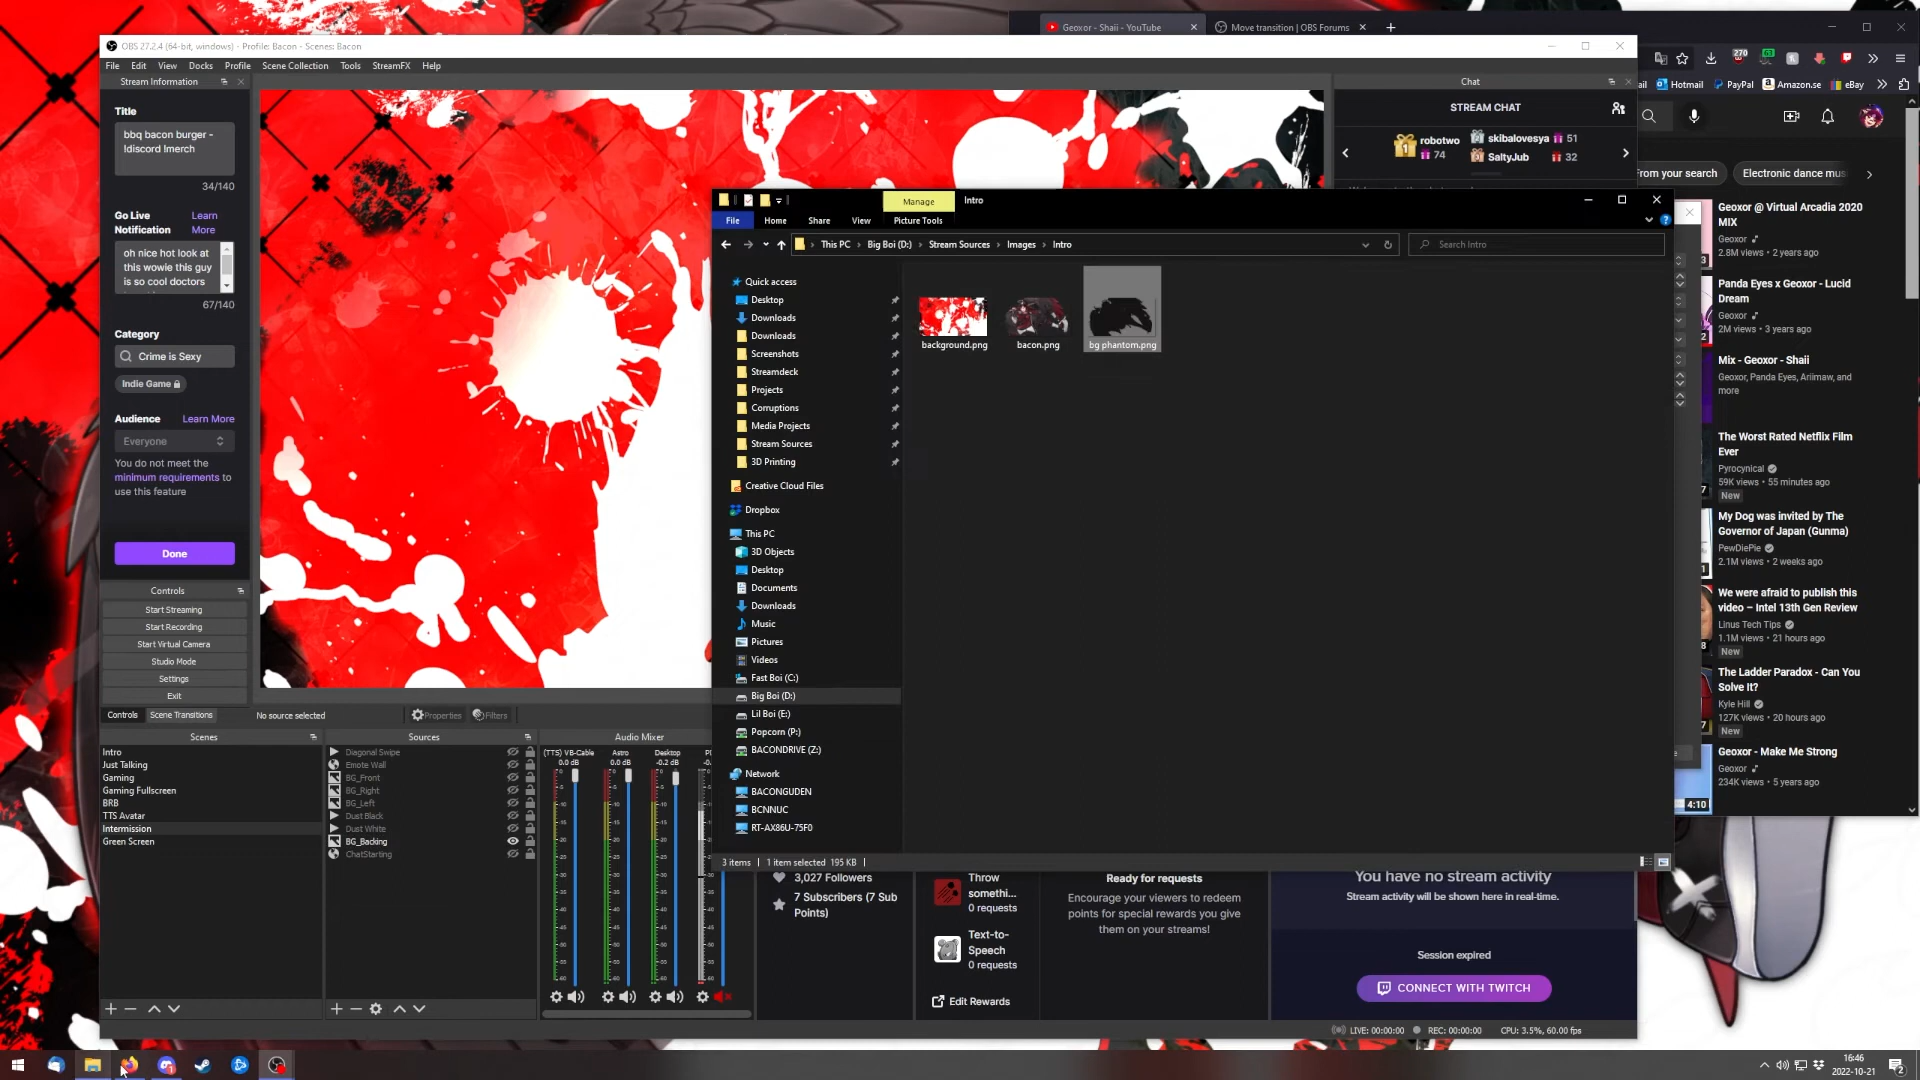 Geoxor - Shaii - YouTube
Move transition | OBS Forums
OBS 27.2.4 (64-bit, windows) - Profile: Bacon - Scenes: Bacon
File Edit View Docks Profile Scene Collection Tools StreamFX Help
270
Hotmail PayPal Amazon.se eBay
Stream Information
Chat
Title
bbq bacon burger -
!discord !merch
34/140
Go Live
Notification
Learn
More
oh nice hot look at
this wowie this guy
is so cool doctors
67/140
Category
Crime is Sexy
Indie Game
Audience
Learn More
Everyone
You do not meet the
minimum requirements to
use this feature
Done
Controls
Start Streaming
Start Recording
Start Virtual Camera
Studio Mode
Settings
Exit
Controls
Scene Transitions
No source selected
Properties
Filters
STREAM CHAT
1
robotwo
74
skibalovesya 51
SaltyJub 32
Manage
Intro
File Home Share View Picture Tools
This PC Big Boi (D:) Stream Sources Images Intro
Search Intro
Quick access
Desktop
Downloads
Downloads
Screenshots
Streamdeck
Projects
Corruptions
Media Projects
Stream Sources
3D Printing
Creative Cloud Files
Dropbox
This PC
3D Objects
Desktop
Documents
Downloads
Music
Pictures
Videos
Fast Boi (C:)
Big Boi (D:)
Lil Boi (E:)
Popcorn (P:)
BACONDRIVE (Z:)
Network
BACONGUDEN
BCNNUC
RT-AX86U-75F0
background.png
bacon.png
bg phantom.png
3 items
1 item selected 195 KB
From your search
Electronic dance mus
Geoxor @ Virtual Arcadia 2020
MIX
Geoxor
2.8M views • 2 years ago
Panda Eyes x Geoxor - Lucid
Dream
Geoxor
2M views • 3 years ago
Mix - Geoxor - Shaii
Geoxor, Panda Eyes, Ariimaw, and
more
The Worst Rated Netflix Film
Ever
Pyrocynical
59K views • 55 minutes ago
New
My Dog was invited by The
Governor of Japan (Gunma)
PewDiePie
2.1M views • 2 weeks ago
We were afraid to publish this
video – Intel 13th Gen Review
Linus Tech Tips
1.1M views • 21 hours ago
New
The Ladder Paradox - Can You
Solve It?
Kyle Hill
127K views • 20 hours ago
New
Geoxor - Make Me Strong
Geoxor
234K views • 5 years ago
4:10
Scenes
Intro
Just Talking
Gaming
Gaming Fullscreen
BRB
TTS Avatar
Intermission
Green Screen
Sources
Diagonal Swipe
Emote Wall
BG_Front
BG_Right
BG_Left
Dust Black
Dust White
BG_Backing
ChatStarting
Audio Mixer
(TTS) VB-Cable
0.0 dB
Astro
0.0 dB
Desktop
-0.2 dB
3,027 Followers
7 Subscribers (7 Sub
Points)
Throw
somethi...
0 requests
Text-to-
Speech
0 requests
Edit Rewards
Ready for requests
Encourage your viewers to redeem
points for special rewards you give
them on your streams!
You have no stream activity
Stream activity will be shown here in real-time.
Session expired
CONNECT WITH TWITCH
LIVE: 00:00:00
REC: 00:00:00
CPU: 3.5%, 60.00 fps
16:46
2022-10-21
2